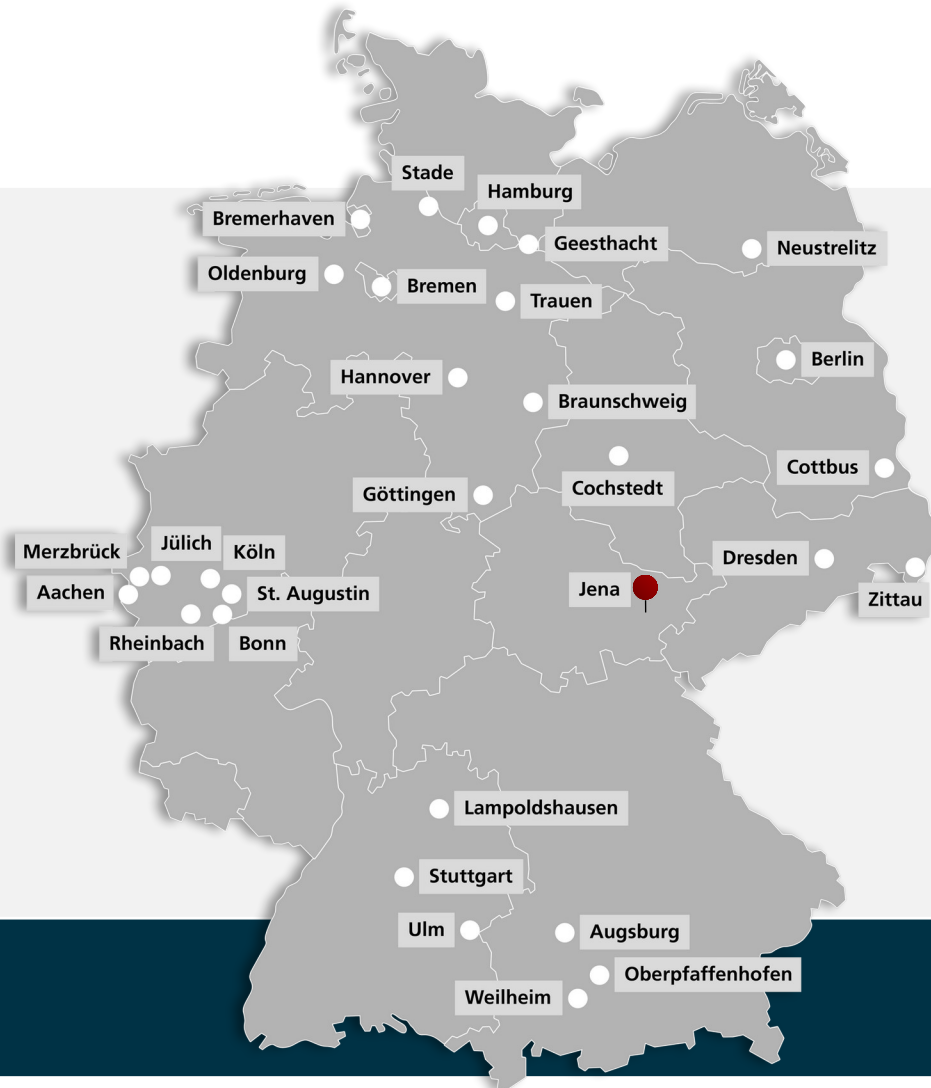 Stade
Hamburg
Bremerhaven
Geesthacht
Neustrelitz
Oldenburg
Bremen
Trauen
Berlin
Hannover
Braunschweig
Cottbus
Cochstedt
Göttingen
Jülich
Merzbrück
Köln
Dresden
Jena
Aachen
St. Augustin
Zittau
Rheinbach
Bonn
Lampoldshausen
Stuttgart
Ulm
Augsburg
Oberpfaffenhofen
Weilheim